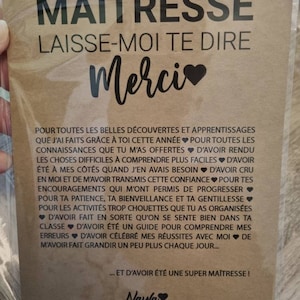 MAITRESSE
LAISSE-MOI TE DIRE
Merci♥
POUR TOUTES LES BELLES DÉCOUVERTES ET APPRENTISSAGES
QUE J'AI FAITS GRÂCE À TOI CETTE ANNÉE ♥ POUR TOUTES LES
CONNAISSANCES QUE TU M'AS OFFERTES ♥ D'AVOIR RENDU
LES CHOSES DIFFICILES À COMPRENDRE PLUS FACILES ♥ D'AVOIR
ÉTÉ À MES CÔTÉS QUAND J'EN AVAIS BESOIN ♥ D'AVOIR CRU
EN MOI ET DE M'AVOIR TRANSMIS CETTE CONFIANCE ♥ POUR TES
ENCOURAGEMENTS QUI M'ONT PERMIS DE PROGRESSER ♥
POUR TA PATIENCE, TA BIENVEILLANCE ET TA GENTILLESSE ♥
POUR LES ACTIVITÉS TROP CHOUETTES QUE TU AS ORGANISÉES
♥ D'AVOIR FAIT EN SORTE QU'ON SE SENTE BIEN DANS TA
CLASSE ♥ D'AVOIR ÉTÉ UN GUIDE POUR COMPRENDRE MES
ERREURS ♥ D'AVOIR CÉLÉBRÉ MES RÉUSSITES AVEC MOI ♥ DE
M'AVOIR FAIT GRANDIR UN PEU PLUS CHAQUE JOUR...
... ET D'AVOIR ÉTÉ UNE SUPER MAITRESSE !